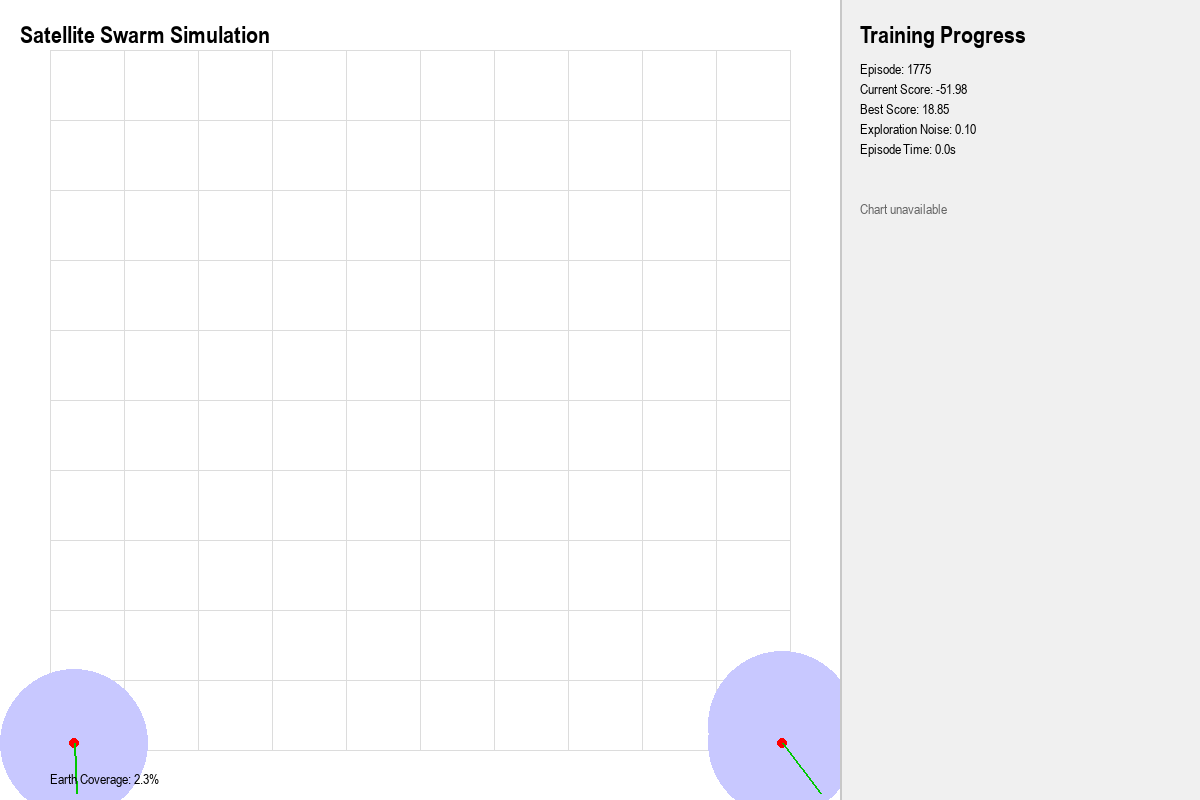 Satellite Swarm Simulation
Earth Coverage: 2.3%
Training Progress
Episode: 1775
Current Score: -51.98
Best Score: 18.85
Exploration Noise: 0.10
Episode Time: 0.0s
Chart unavailable